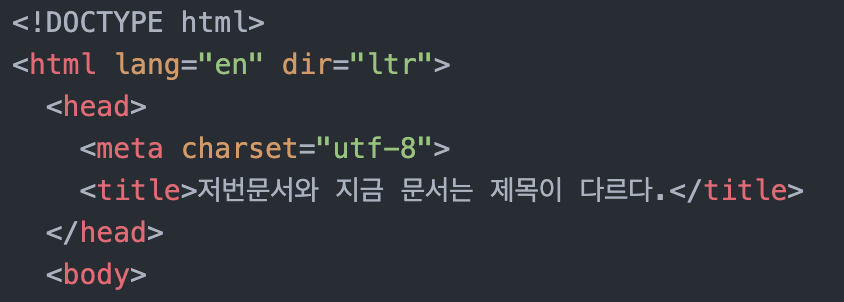 <!DOCTYPE html>
<html lang="en" dir="ltr">
<head>
<meta charset="utf-8">
<title>저번문서와 지금 문서는 제목이 다르다.</title>
</head>
<body>